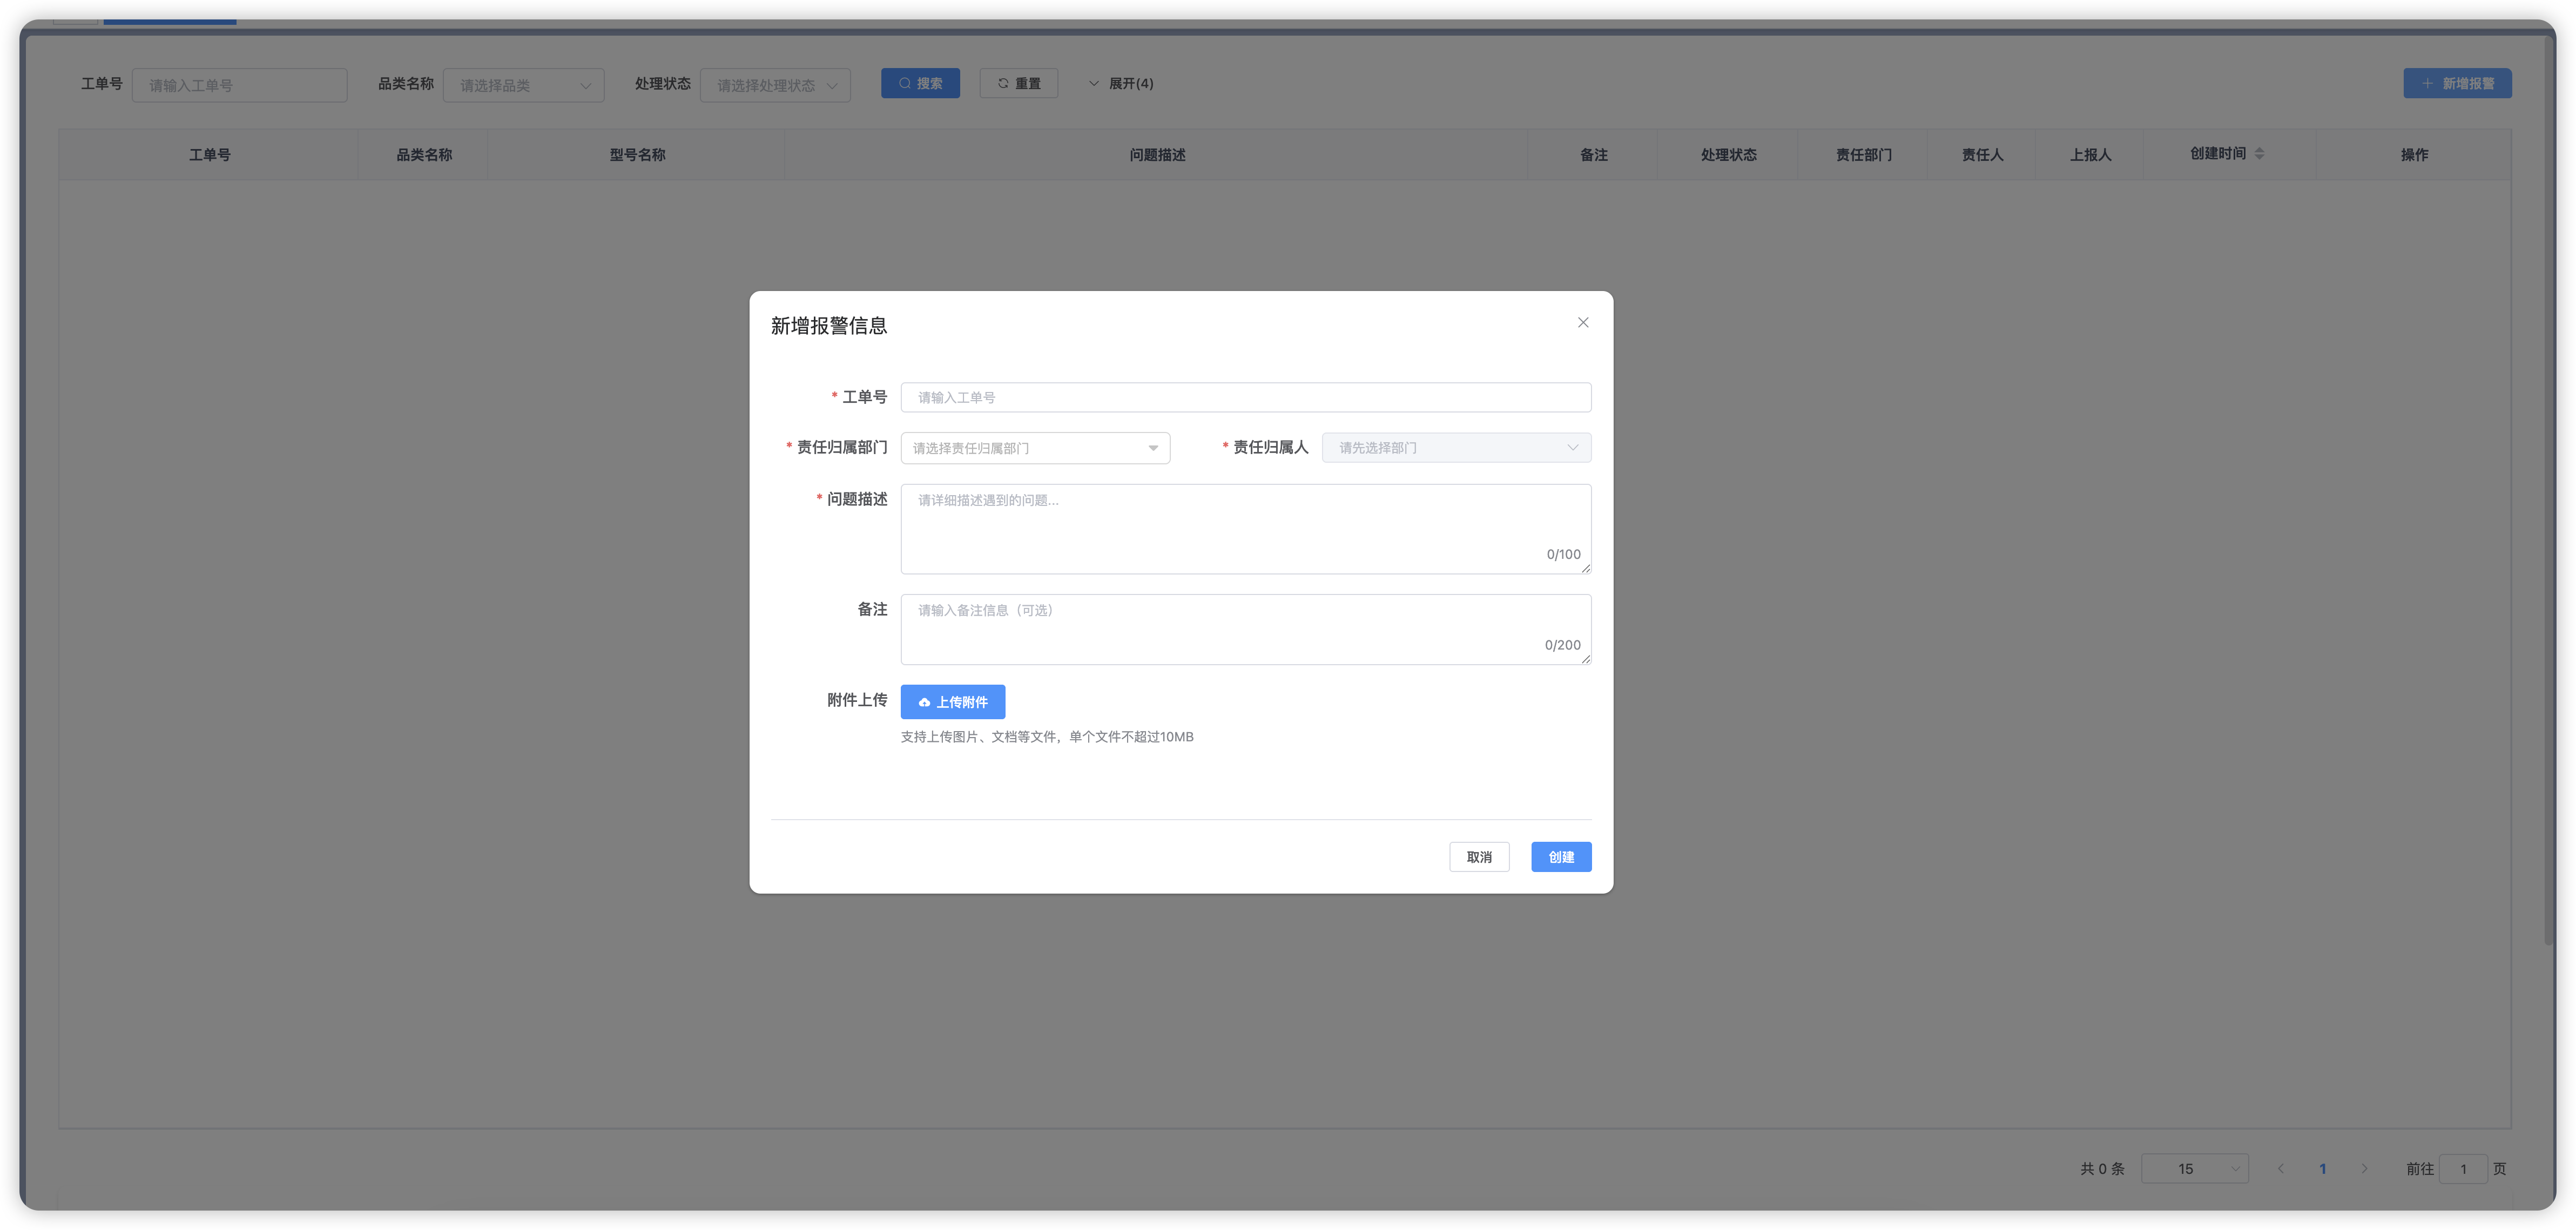 工单号 请输入工单号 品类名称 请选择品类 处理状态 请选择处理状态 搜索 重置 展开(4) 新增报警
工单号 品类名称 型号名称 问题描述 备注 处理状态 责任部门 责任人 上报人 创建时间 操作
新增报警信息
* 工单号 请输入工单号
* 责任归属部门 请选择责任归属部门 * 责任归属人 请先选择部门
* 问题描述 请详细描述遇到的问题...
0/100
备注 请输入备注信息（可选）
0/200
附件上传 上传附件
支持上传图片、文档等文件，单个文件不超过10MB
取消 创建
共 0 条 15 1 前往 1 页